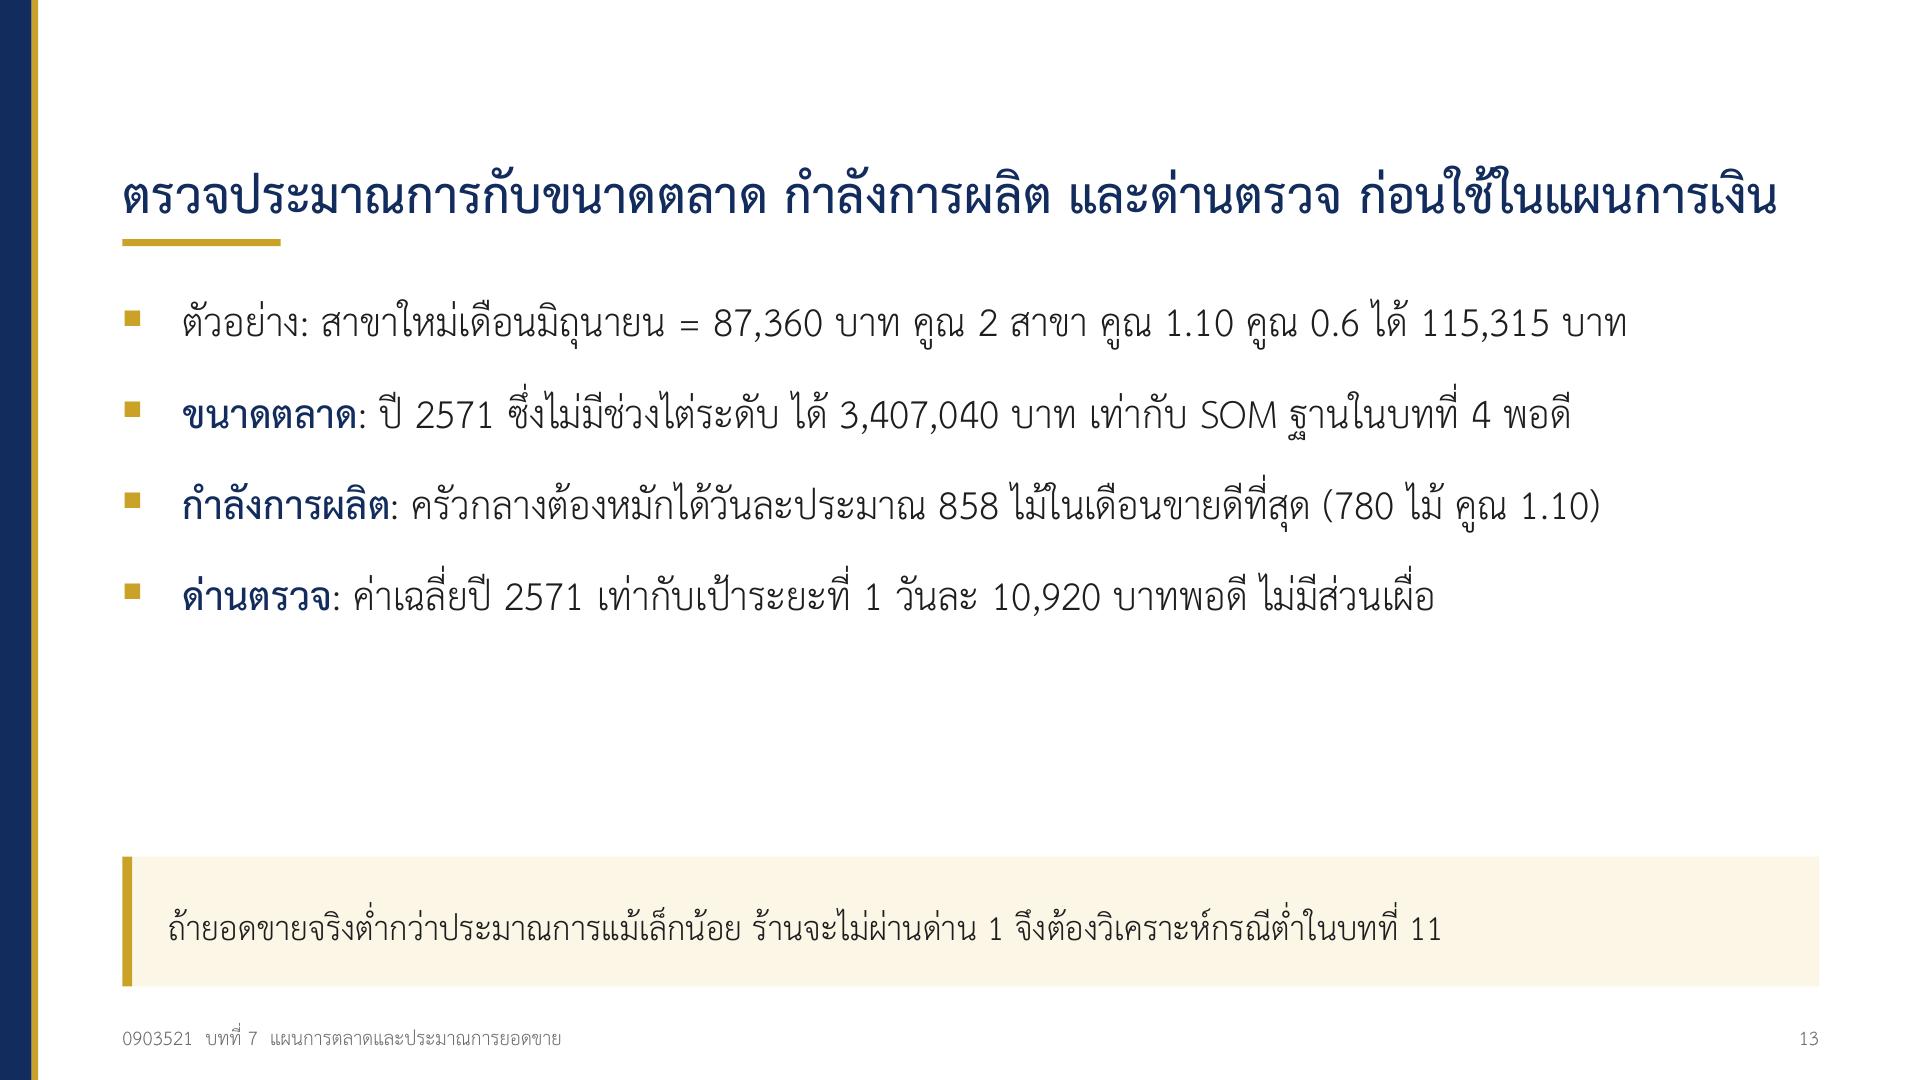 ตรวจประมาณการกับขนาดตลาด กำลังการผลิต และด่านตรวจ ก่อนใช้ในแผนการเงิน
▪ ตัวอย่าง: สาขาใหม่เดือนมิถุนายน = 87,360 บาท คูณ 2 สาขา คูณ 1.10 คูณ 0.6 ได้ 115,315 บาท
▪ ขนาดตลาด: ปี 2571 ซึ่งไม่มีช่วงไต่ระดับ ได้ 3,407,040 บาท เท่ากับ SOM ฐานในบทที่ 4 พอดี
▪ กำลังการผลิต: ครัวกลางต้องหมักได้วันละประมาณ 858 ไม้ในเดือนขายดีที่สุด (780 ไม้ คูณ 1.10)
▪ ด่านตรวจ: ค่าเฉลี่ยปี 2571 เท่ากับเป้าระยะที่ 1 วันละ 10,920 บาทพอดี ไม่มีส่วนเผื่อ
ถ้ายอดขายจริงต่ำกว่าประมาณการแม้เล็กน้อย ร้านจะไม่ผ่านด่าน 1 จึงต้องวิเคราะห์กรณีต่ำในบทที่ 11
0903521 บทที่ 7 แผนการตลาดและประมาณการยอดขาย
13